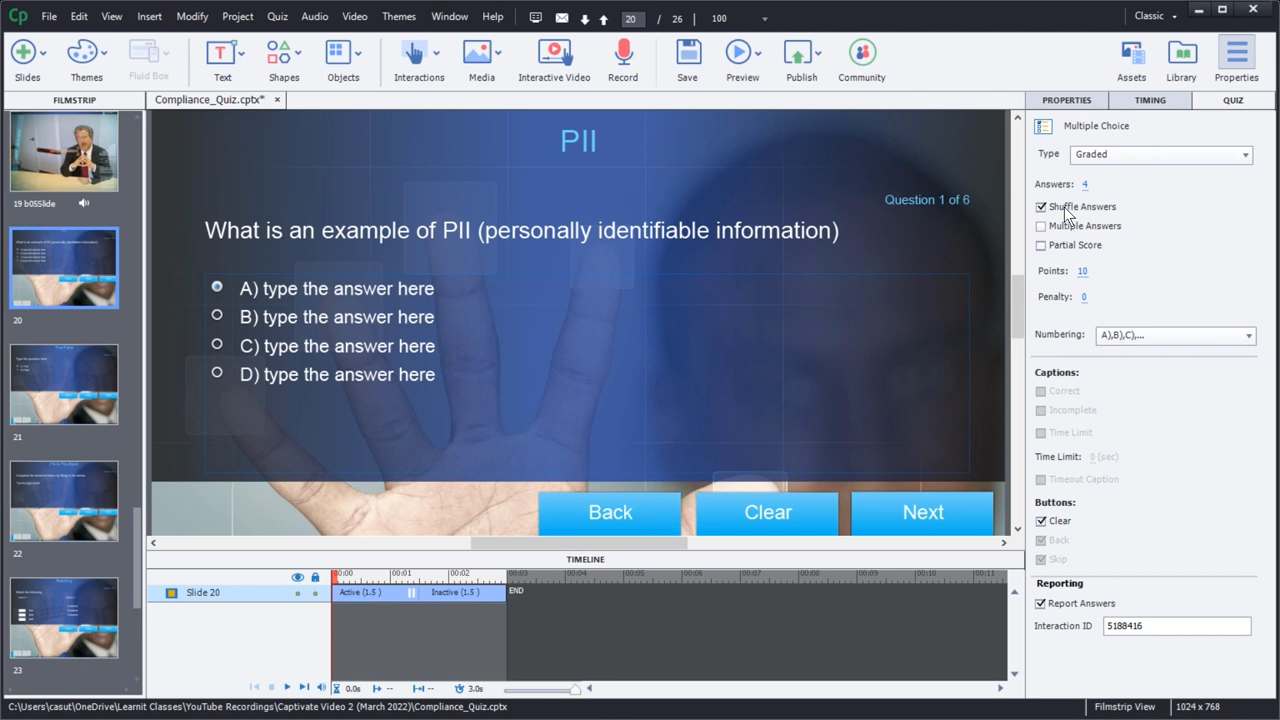 Cp File Edit View Insert Modify Project Quiz Audio Video Themes Window Help 20 / 26 100 Classic
Slides Themes Fluid Box Text Shapes Objects Interactions Media Interactive Video Record Save Preview Publish Community Assets Library Properties
FILMSTRIP
Compliance_Quiz.cptx* ×
PROPERTIES TIMING QUIZ
19 b05Slide
20
21
22
23
PII
Question 1 of 6
What is an example of PII (personally identifiable information)
A) type the answer here
B) type the answer here
C) type the answer here
D) type the answer here
Back Clear Next
Multiple Choice
Type Graded
Answers: 4
Shuffle Answers
Multiple Answers
Partial Score
Points: 10
Penalty: 0
Numbering: A),B),C),...
Captions:
Correct
Incomplete
Time Limit
Time Limit: 0 (sec)
Timeout Caption
Buttons:
Clear
Back
Skip
Reporting
Report Answers
Interaction ID 5188416
TIMELINE
00:00 00:01 00:02 00:03 00:04 00:05 00:06 00:07 00:08 00:09 00:10 00:11
Slide 20 Active (1.5 ) Inactive (1.5 ) END
0.0s -- -- 3.0s
C:\Users\casut\OneDrive\Learnit Classes\YouTube Recordings\Captivate Video 2 (March 2022)\Compliance_Quiz.cptx Filmstrip View 1024 x 768